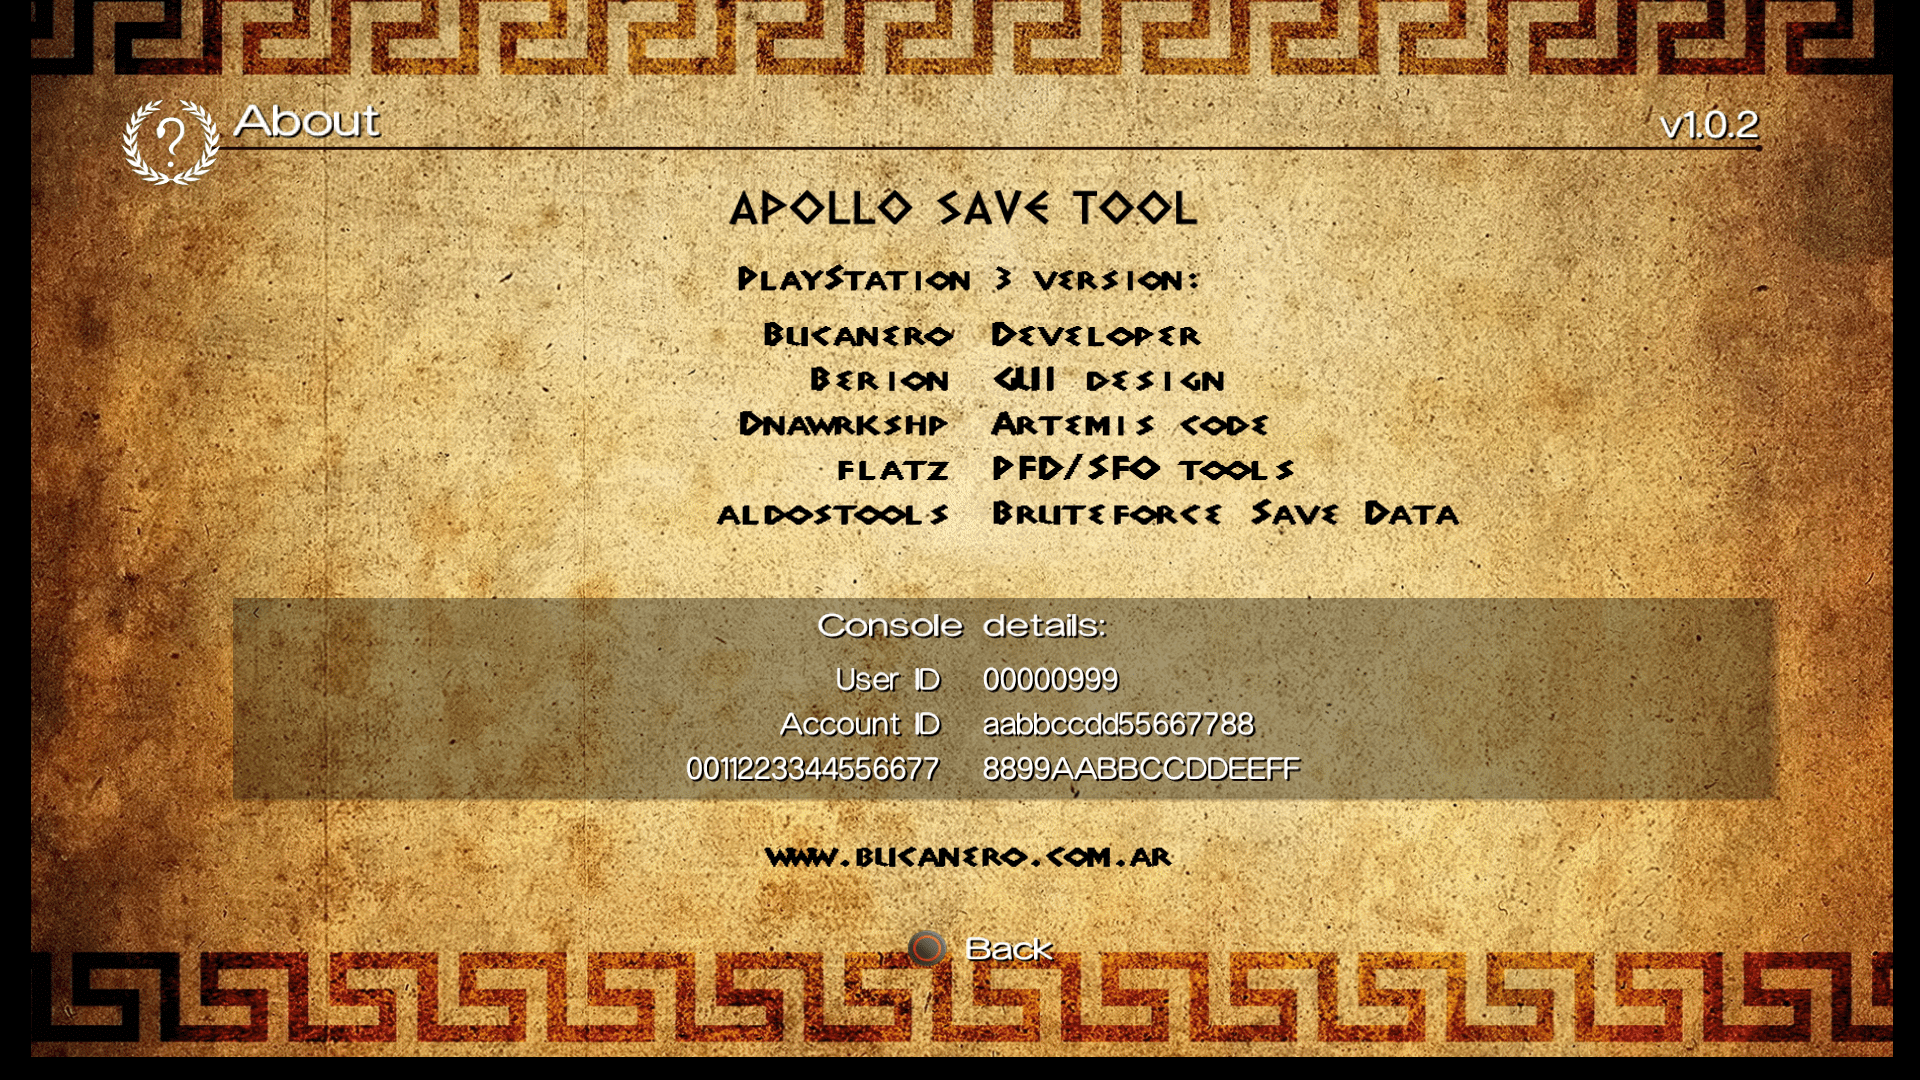 ?
About
v1.0.2
APOLLO SAVE TOOL
PlayStation 3 version:
Bucanero Developer
Berion GUI design
Dnawrkshp Artemis code
flatz PFD/SFO tools
aldostools Bruteforce Save Data
Console details:
User ID 00000999
Account ID aabbccdd55667788
0011223344556677 8899AABBCCDDEEFF
www.bucanero.com.ar
Back